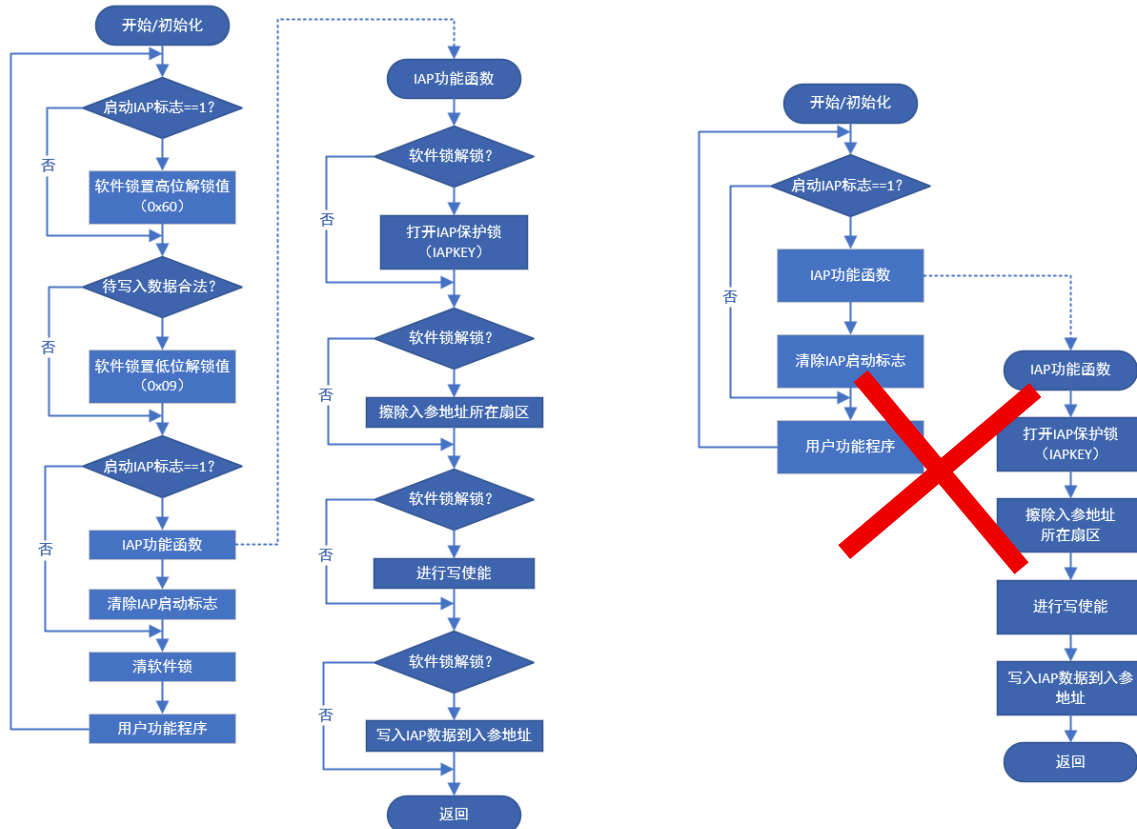 开始/初始化
启动IAP标志==1?
否
软件锁置高位解锁值
（0x60）
待写入数据合法?
否
软件锁置低位解锁值
（0x09）
启动IAP标志==1?
否
IAP功能函数
清除IAP启动标志
清软件锁
用户功能程序
IAP功能函数
软件锁解锁?
否
打开IAP保护锁
（IAPKEY）
软件锁解锁?
否
擦除入参地址所在扇区
软件锁解锁?
否
进行写使能
软件锁解锁?
否
写入IAP数据到入参地址
返回
开始/初始化
启动IAP标志==1?
否
IAP功能函数
清除IAP启动标志
用户功能程序
IAP功能函数
打开IAP保护锁
（IAPKEY）
擦除入参地址
所在扇区
进行写使能
写入IAP数据到入参
地址
返回